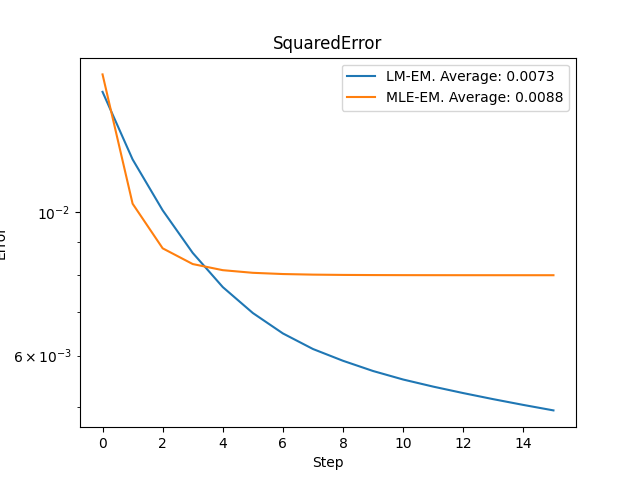 SquaredError
LM-EM. Average: 0.0073
MLE-EM. Average: 0.0088
10⁻²
6 × 10⁻³
Error
0 2 4 6 8 10 12 14
Step